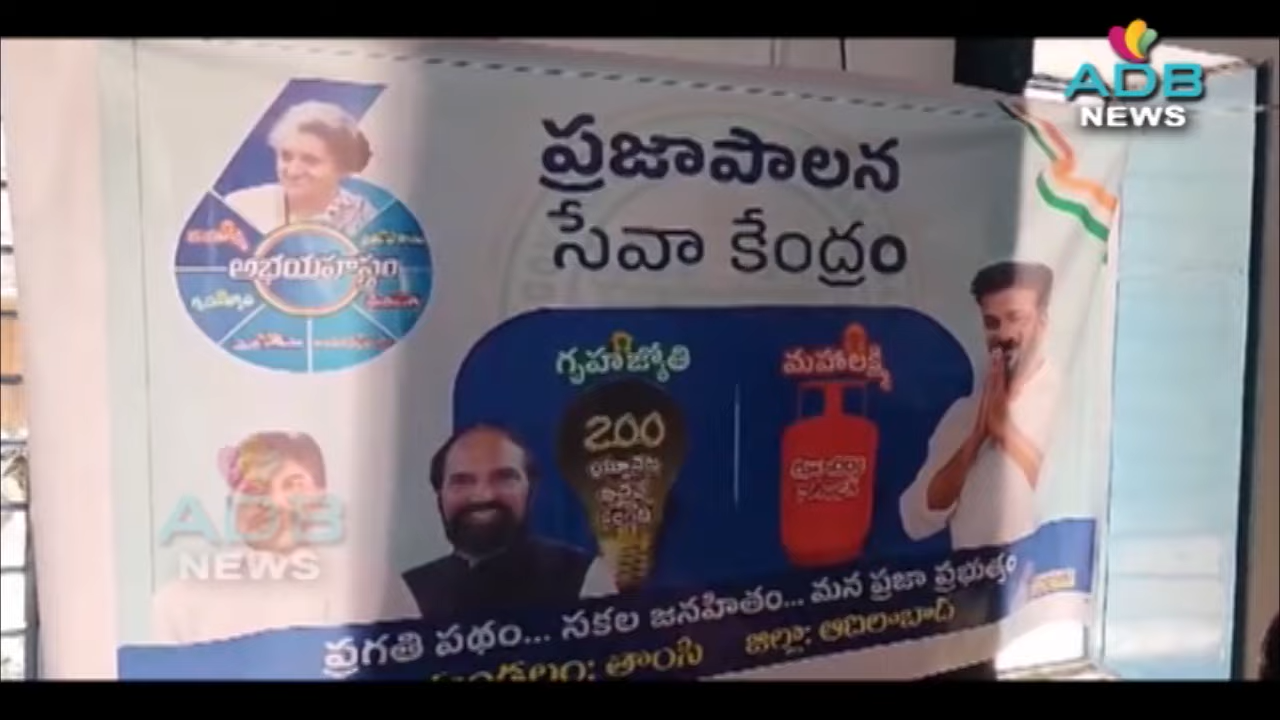 ADB
NEWS
ప్రజాపాలన
సేవా కేంద్రం
అభయహస్తం
గృహజ్యోతి
మహాలక్ష్మి
200
ADB
NEWS
ప్రగతి పథం... సకల జనహితం... మన ప్రజా ప్రభుత్వం
మండలం: తాంసి జిల్లా: ఆదిలాబాద్